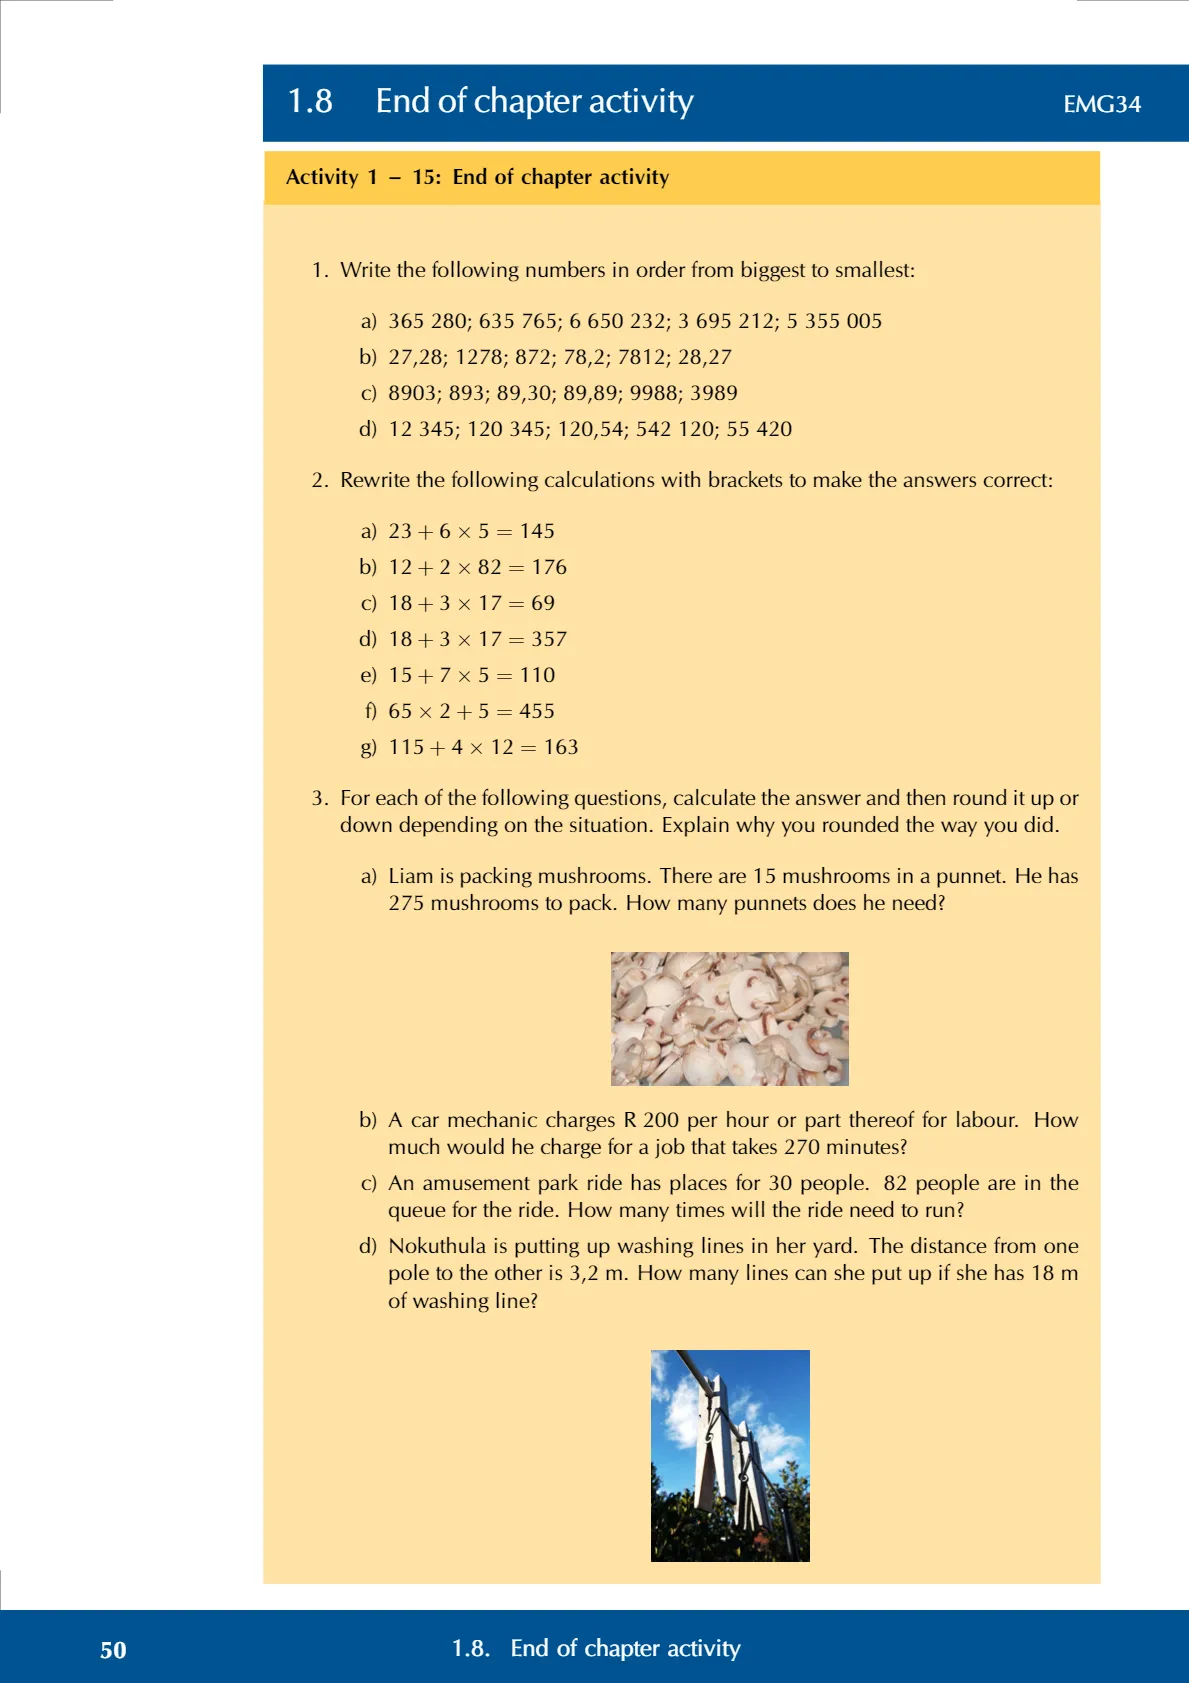 1.8 End of chapter activity EMG34
Activity 1 – 15: End of chapter activity
1. Write the following numbers in order from biggest to smallest:
a) 365 280; 635 765; 6 650 232; 3 695 212; 5 355 005
b) 27,28; 1278; 872; 78,2; 7812; 28,27
c) 8903; 893; 89,30; 89,89; 9988; 3989
d) 12 345; 120 345; 120,54; 542 120; 55 420
2. Rewrite the following calculations with brackets to make the answers correct:
a) 23 + 6 × 5 = 145
b) 12 + 2 × 82 = 176
c) 18 + 3 × 17 = 69
d) 18 + 3 × 17 = 357
e) 15 + 7 × 5 = 110
f) 65 × 2 + 5 = 455
g) 115 + 4 × 12 = 163
3. For each of the following questions, calculate the answer and then round it up or
down depending on the situation. Explain why you rounded the way you did.
a) Liam is packing mushrooms. There are 15 mushrooms in a punnet. He has
275 mushrooms to pack. How many punnets does he need?
b) A car mechanic charges R 200 per hour or part thereof for labour. How
much would he charge for a job that takes 270 minutes?
c) An amusement park ride has places for 30 people. 82 people are in the
queue for the ride. How many times will the ride need to run?
d) Nokuthula is putting up washing lines in her yard. The distance from one
pole to the other is 3,2 m. How many lines can she put up if she has 18 m
of washing line?
50 1.8. End of chapter activity